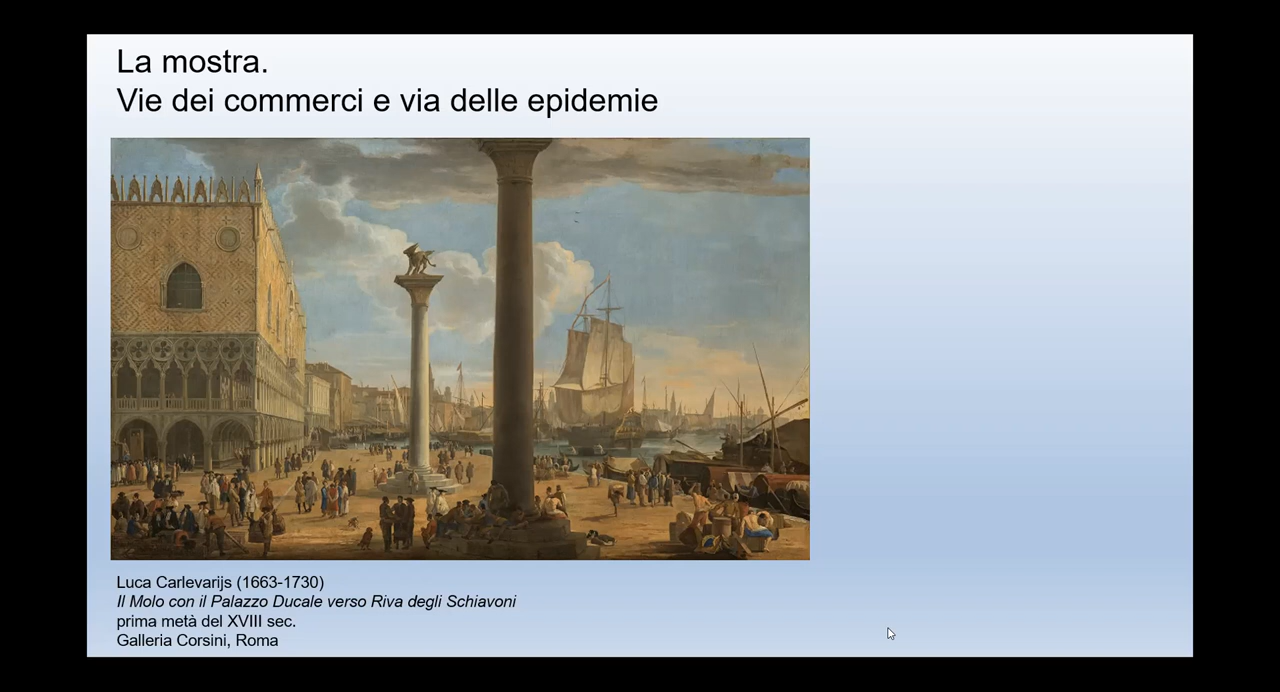 La mostra.
Vie dei commerci e via delle epidemie
Luca Carlevarijs (1663-1730)
Il Molo con il Palazzo Ducale verso Riva degli Schiavoni
prima metà del XVIII sec.
Galleria Corsini, Roma